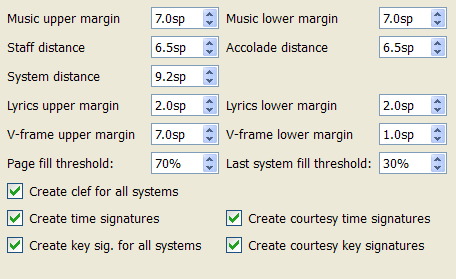 Music upper margin 7.0sp Music lower margin 7.0sp
Staff distance 6.5sp Accolade distance 6.5sp
System distance 9.2sp
Lyrics upper margin 2.0sp Lyrics lower margin 2.0sp
V-frame upper margin 7.0sp V-frame lower margin 1.0sp
Page fill threshold: 70% Last system fill threshold: 30%
Create clef for all systems
Create time signatures Create courtesy time signatures
Create key sig. for all systems Create courtesy key signatures